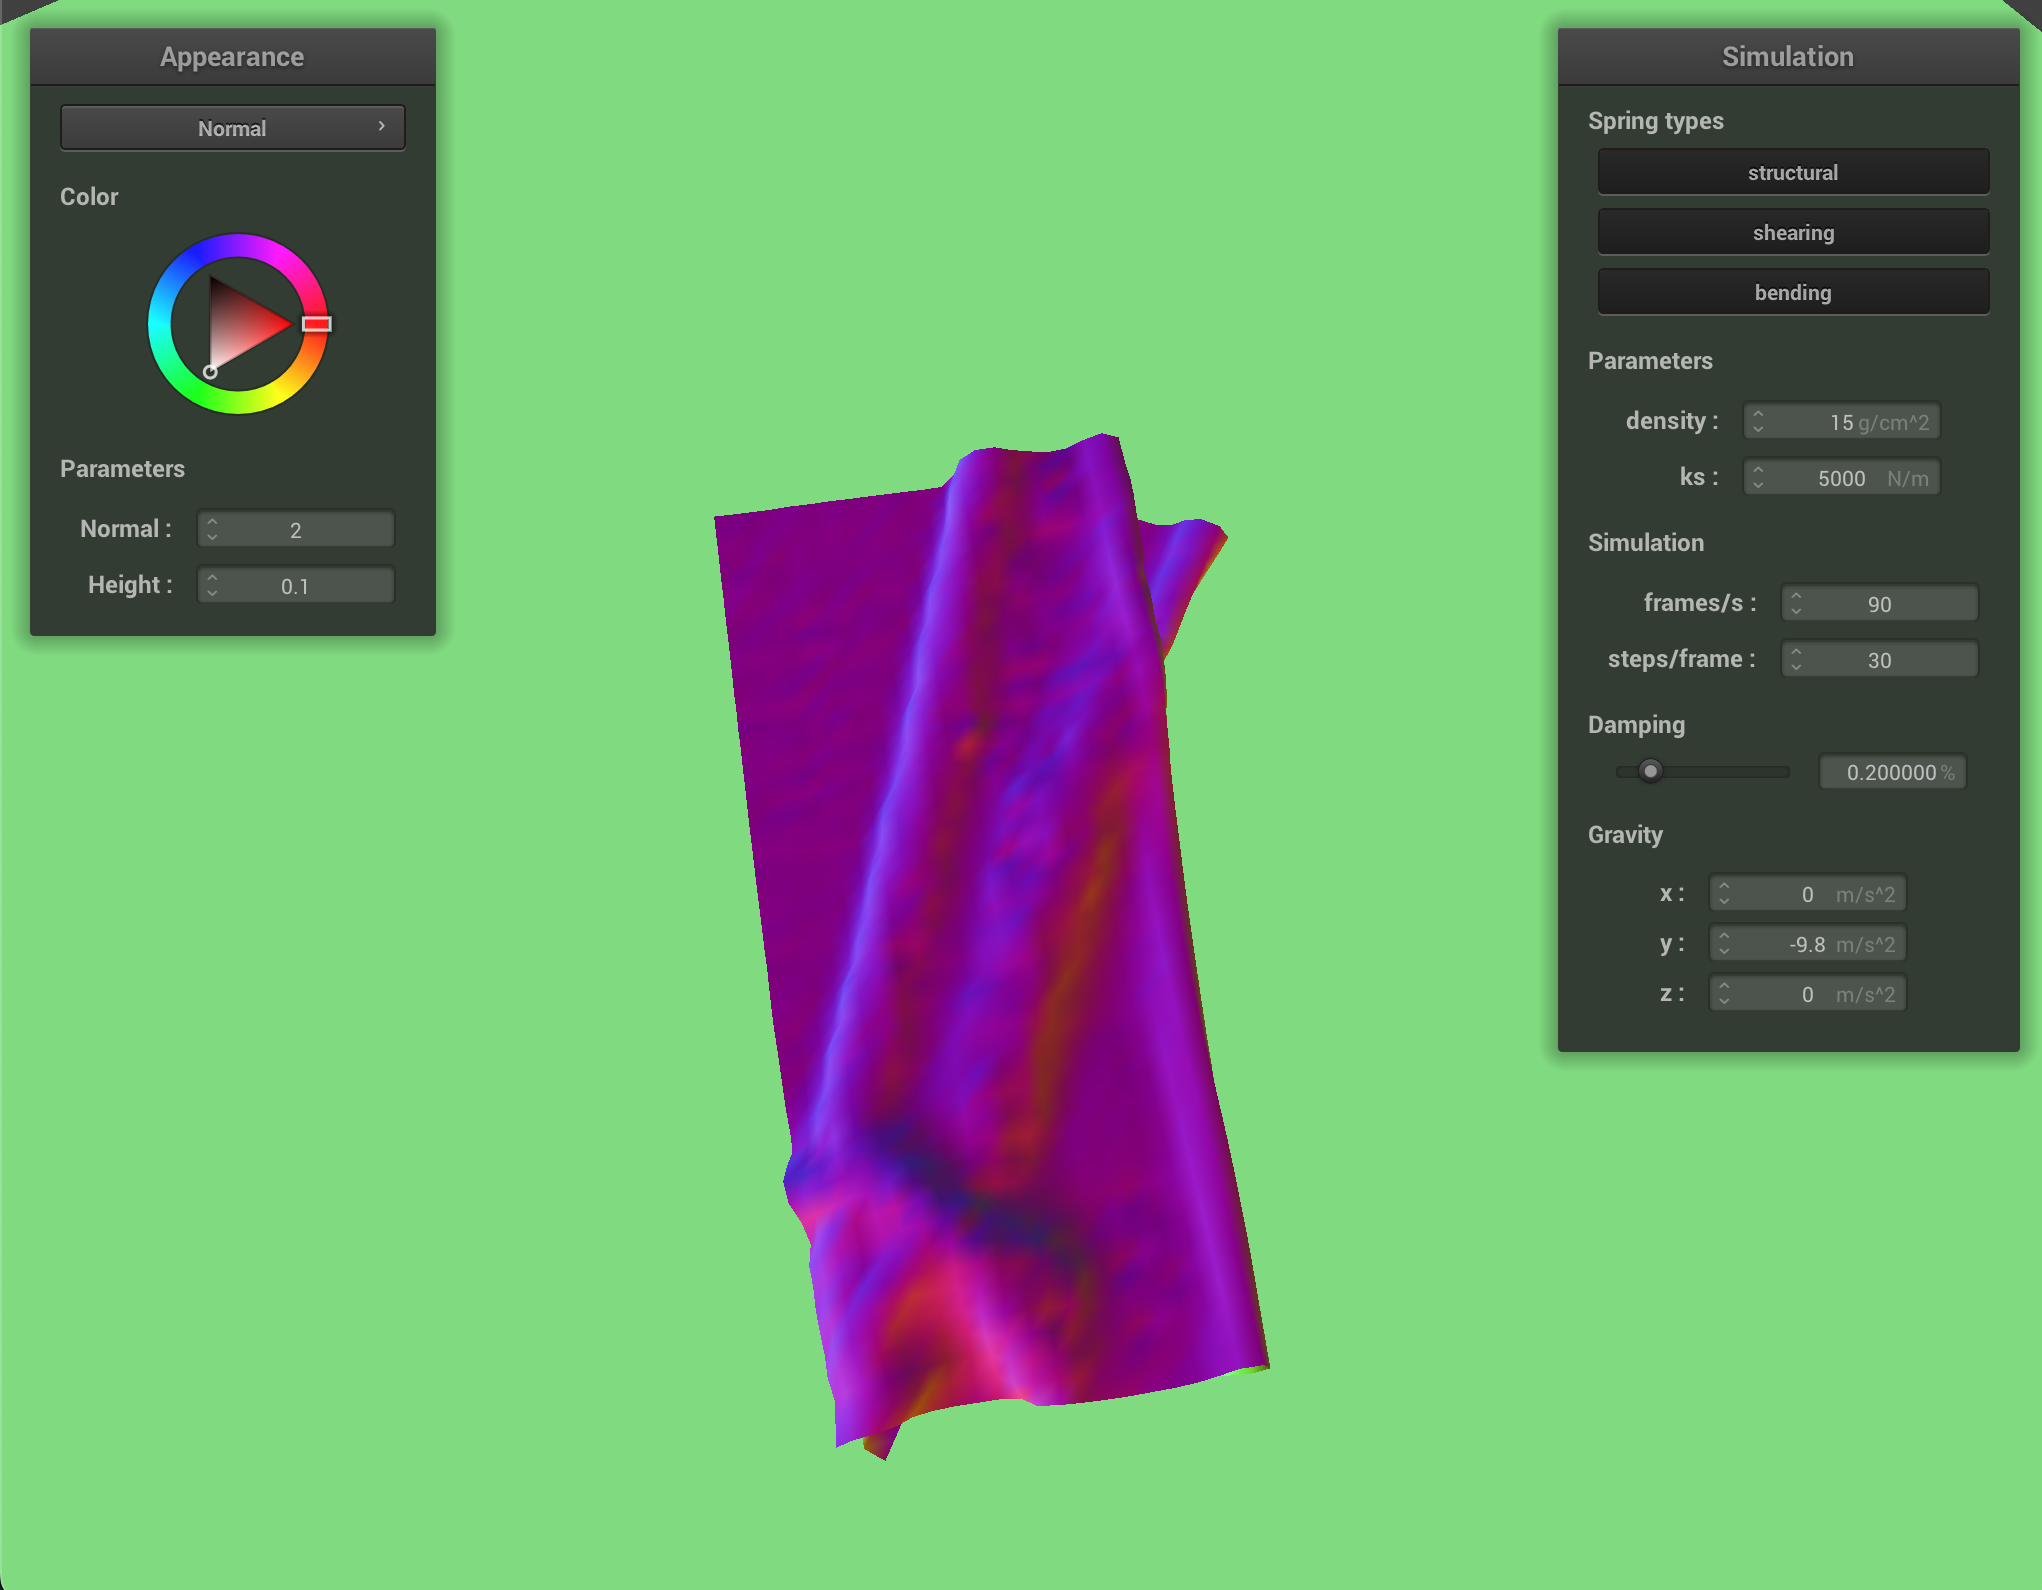 Appearance
Normal
Color
Parameters
Normal : 2
Height : 0.1
Simulation
Spring types
structural
shearing
bending
Parameters
density : 15 g/cm^2
ks : 5000 N/m
Simulation
frames/s : 90
steps/frame : 30
Damping
0.200000 %
Gravity
x : 0 m/s^2
y : -9.8 m/s^2
z : 0 m/s^2